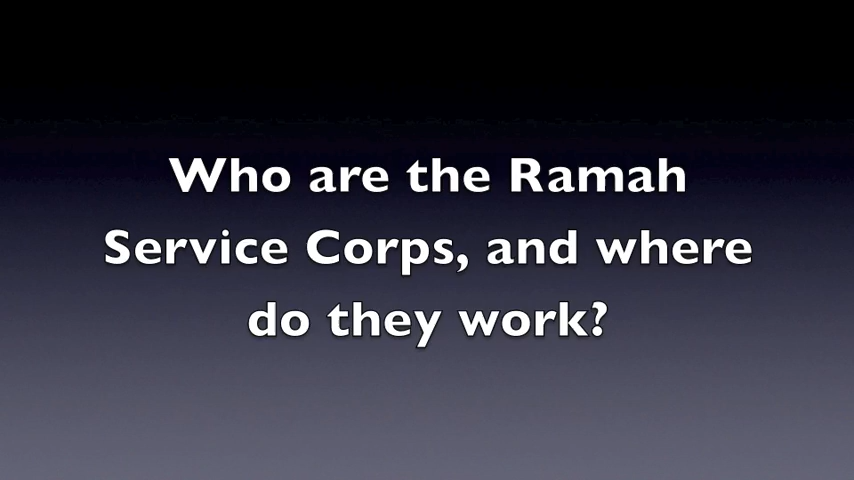 Who are the Ramah
Service Corps, and where
do they work?